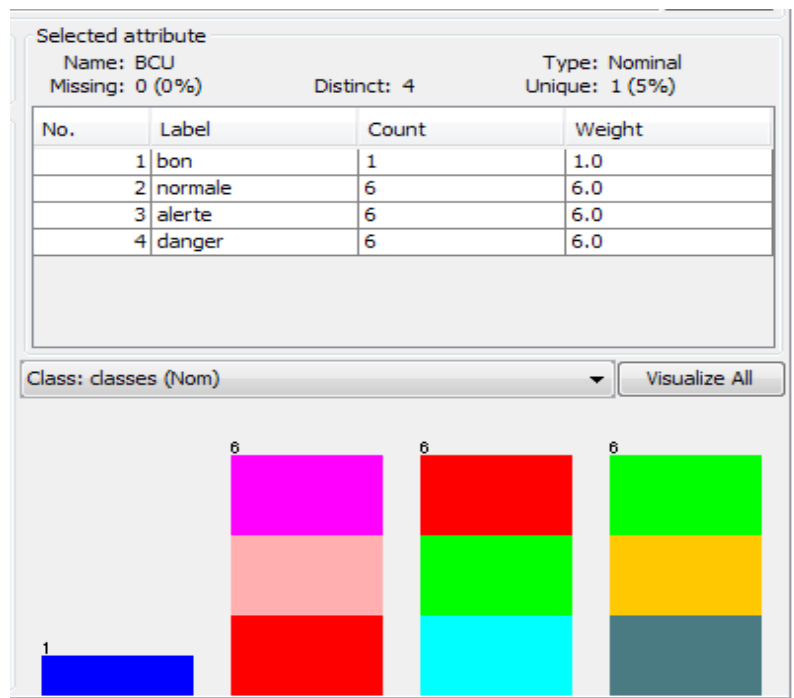 Selected attribute
Name: BCU Type: Nominal
Missing: 0 (0%) Distinct: 4 Unique: 1 (5%)
No. Label Count Weight
1 bon 1 1.0
2 normale 6 6.0
3 alerte 6 6.0
4 danger 6 6.0
Class: classes (Nom) Visualize All
6 6 6
1